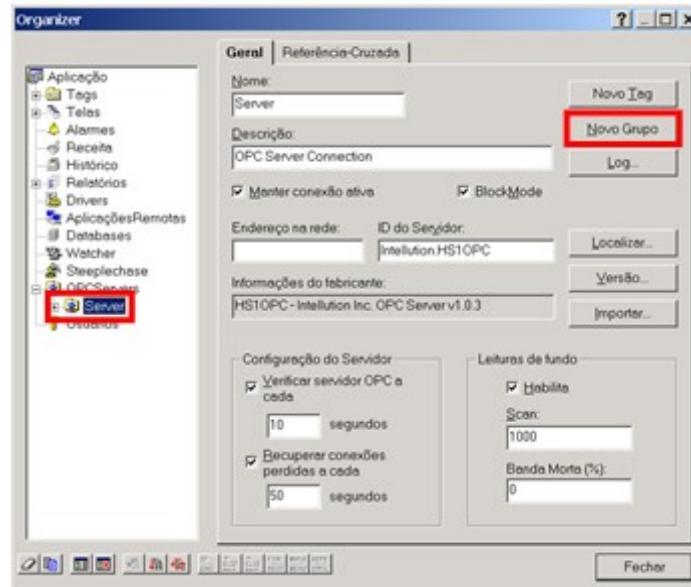 Organizer
Geral
Referência-Cruzada
Aplicação
Tags
Telas
Alarmes
Receita
Histórico
Relatórios
Drivers
AplicaçõesRemotas
Databases
Watcher
Steeplechase
OPCServers
Server
Usuários
Nome:
Server
Novo Tag
Descrição:
Novo Grupo
OPC Server Connection
Log...
Manter conexão ativa
BlockMode
Endereço na rede:
ID do Servidor:
Intellution.HS1OPC
Localizar...
Informações do fabricante:
Versão...
HS1OPC - Intellution Inc. OPC Server v1.0.3
Importar...
Configuração do Servidor
Verificar servidor OPC a
cada
10 segundos
Recuperar conexões
perdidas a cada
50 segundos
Leituras de fundo
Habilita
Scan:
1000
Banda Morta (%):
0
Fechar